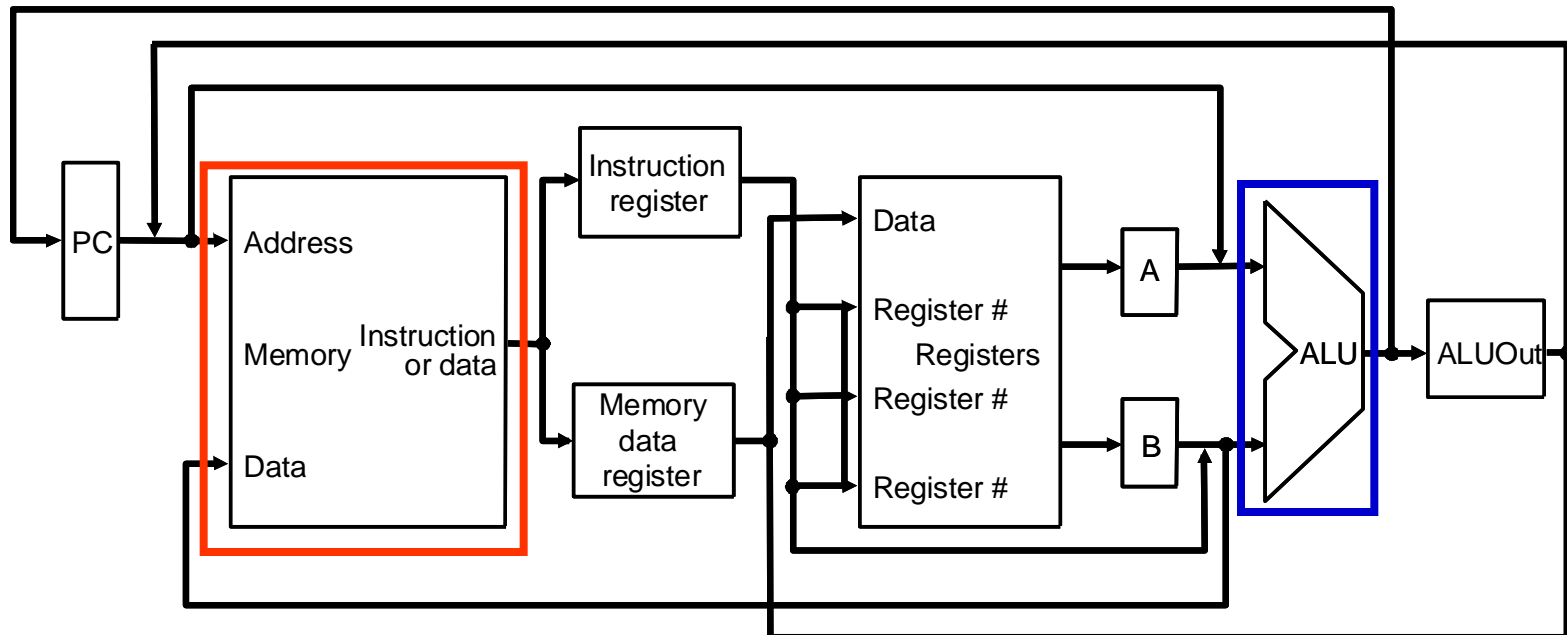 PC
Address
Memory
Instruction
or data
Data
Instruction
register
Memory
data
register
Data
Register #
Registers
Register #
Register #
A
B
ALU
ALUOut